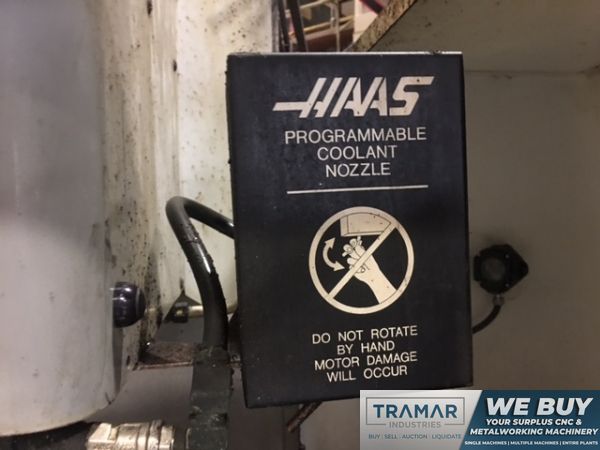 HAAS
PROGRAMMABLE
COOLANT
NOZZLE
DO NOT ROTATE
BY HAND
MOTOR DAMAGE
WILL OCCUR
TRAMAR
INDUSTRIES
BUY | SELL | AUCTION | LIQUIDATE
WE BUY
YOUR SURPLUS CNC &
METALWORKING MACHINERY
SINGLE MACHINES | MULTIPLE MACHINES | ENTIRE PLANTS